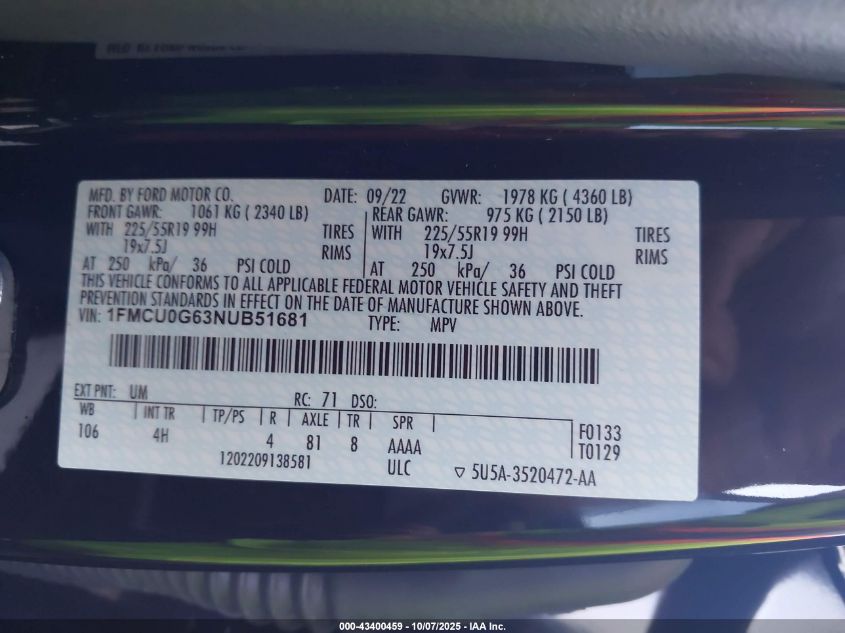 MFD. BY FORD MOTOR CO. DATE: 09/22 GVWR: 1978 KG ( 4360 LB)
FRONT GAWR: 1061 KG ( 2340 LB) REAR GAWR: 975 KG ( 2150 LB)
WITH 225/55R19 99H TIRES WITH 225/55R19 99H TIRES
19x7.5J RIMS 19x7.5J RIMS
AT 250 kPa/ 36 PSI COLD AT 250 kPa/ 36 PSI COLD
THIS VEHICLE CONFORMS TO ALL APPLICABLE FEDERAL MOTOR VEHICLE SAFETY AND THEFT
PREVENTION STANDARDS IN EFFECT ON THE DATE OF MANUFACTURE SHOWN ABOVE.
VIN: 1FMCU0G63NUB51681 TYPE: MPV
EXT PNT: UM RC: 71 DSO:
WB INT TR TP/PS R AXLE TR SPR
106 4H 4 81 8 AAAA F0133
1202209138581 ULC T0129
▽ 5U5A-3520472-AA
000-43400459 - 10/07/2025 - IAA Inc.